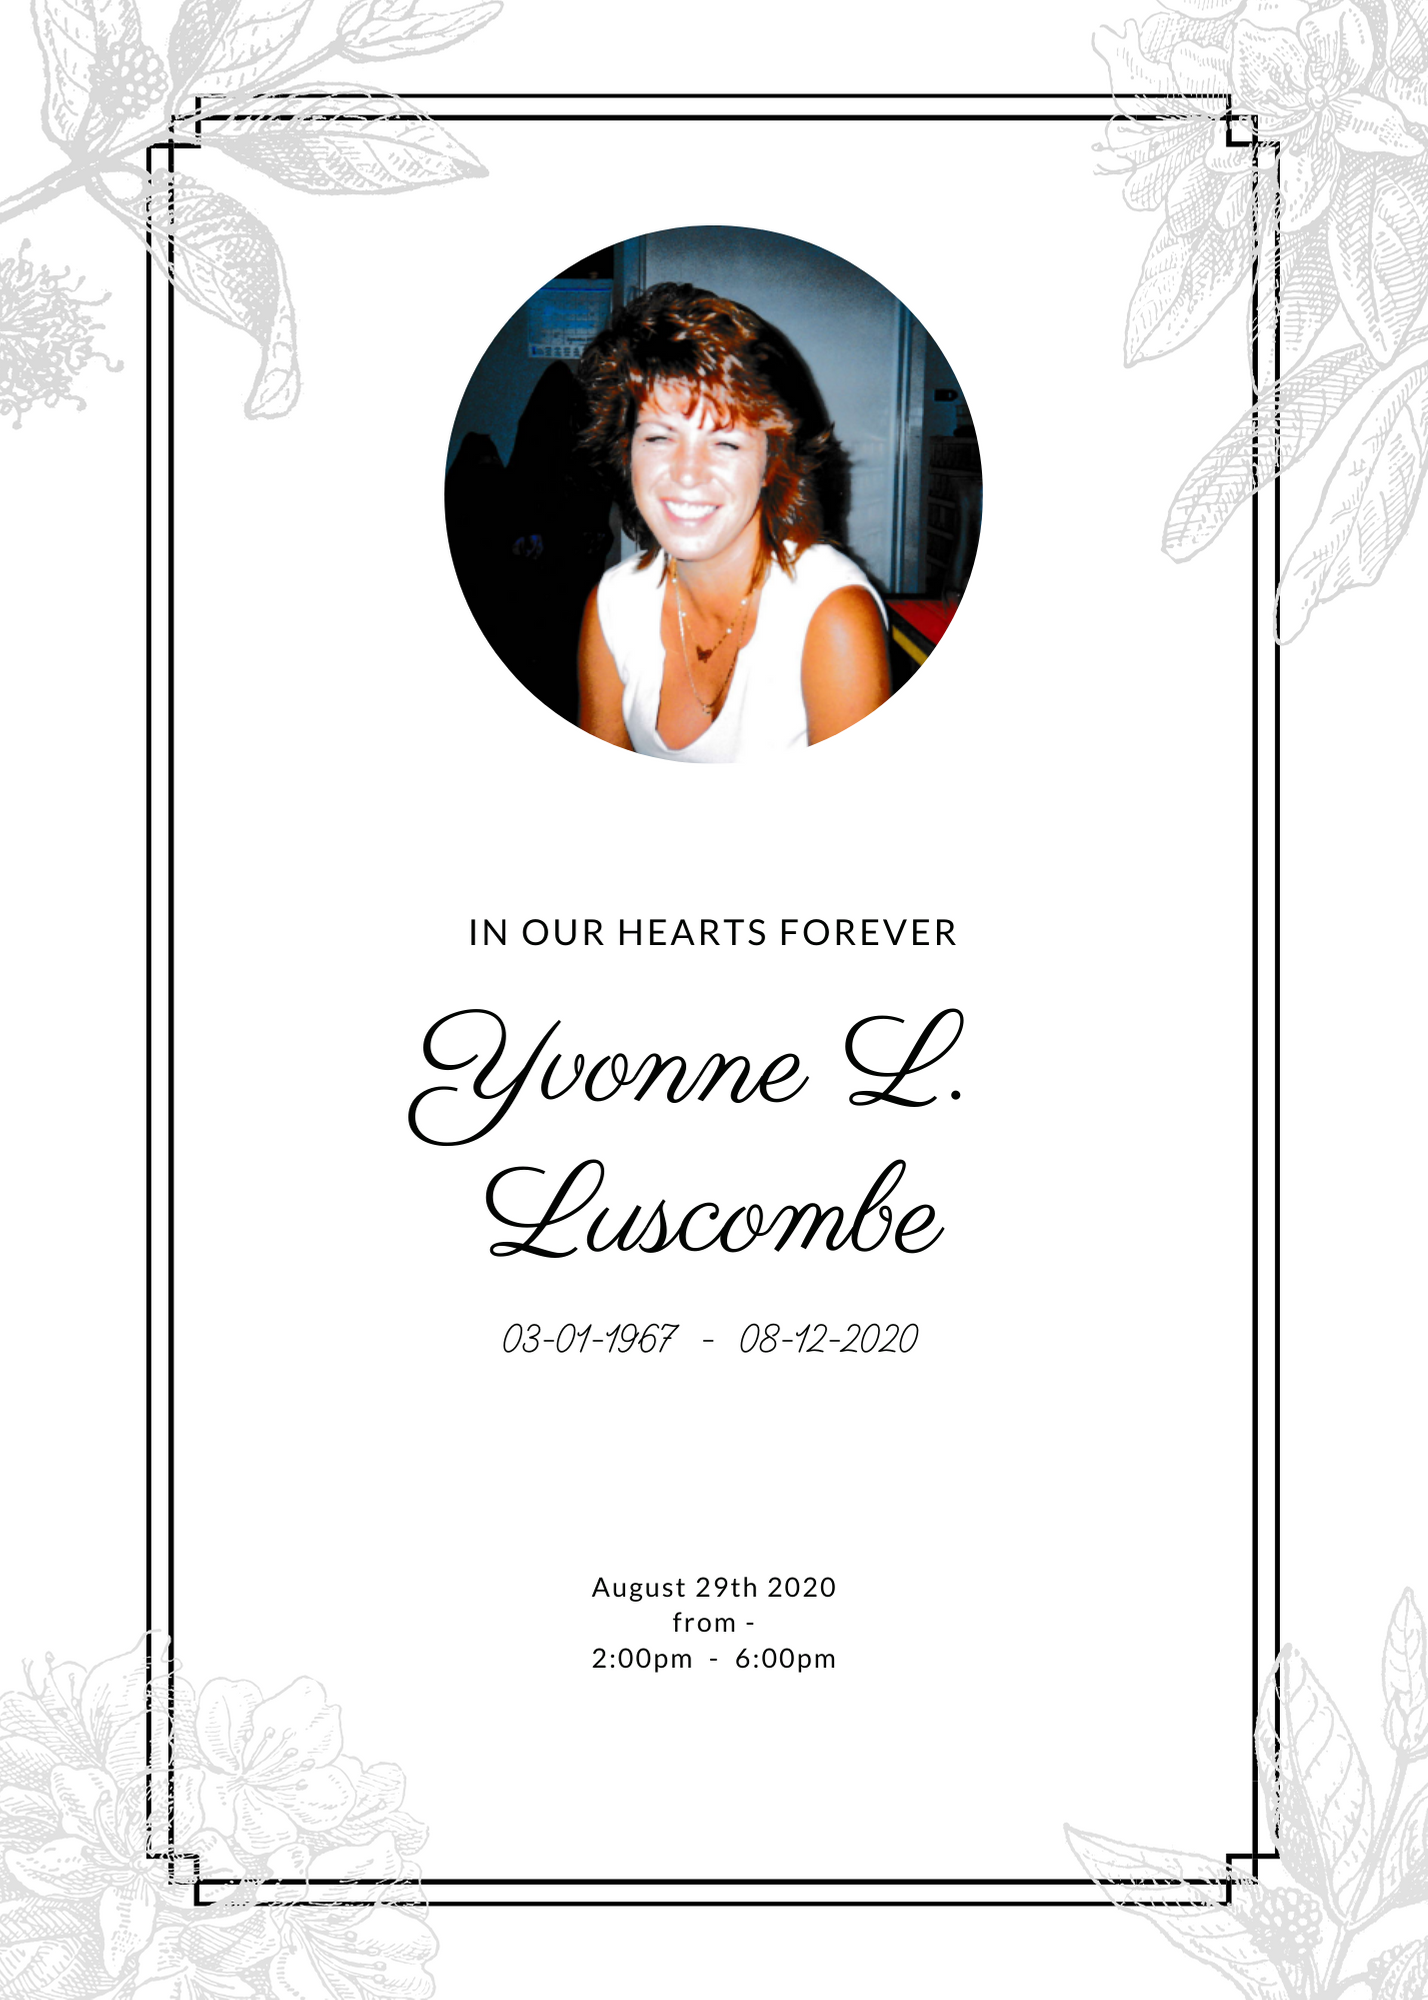 IN OUR HEARTS FOREVER
Yvonne L.
Luscombe
03-01-1967 - 08-12-2020
August 29th 2020
from -
2:00pm - 6:00pm